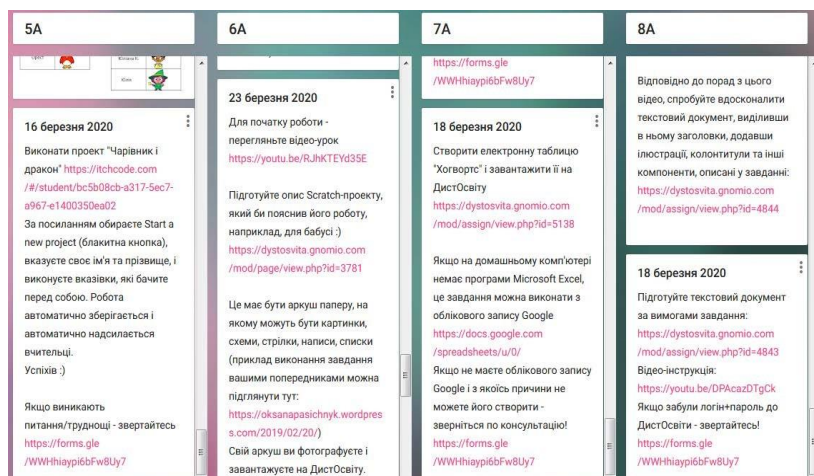 5A
16 березня 2020
Виконати проект "Чарівник і
дракон" https://itchcode.com
/#/student/bc5b08cb-a317-5ec7-
a967-e1400350ea02
За посиланням обираєте Start a
new project (блакитна кнопка),
вказуєте своє ім'я та прізвище, і
виконуєте вказівки, які бачите
перед собою. Робота
автоматично зберігається і
автоматично надсилається
вчительці.
Успіхів :)
Якщо виникають
питання/труднощі - звертайтесь
https://forms.gle
/WWHhiaypi6bFw8Uy7
6A
23 березня 2020
Для початку роботи -
перегляньте відео-урок
https://youtu.be/RJhKTEYd35E
Підготуйте опис Scratch-проекту,
який би пояснив його роботу,
наприклад, для бабусі :)
https://dystosvita.gnomio.com
/mod/page/view.php?id=3781
Це має бути аркуш паперу, на
якому можуть бути картинки,
схеми, стрілки, написи, списки
(приклад виконання завдання
вашими попередниками можна
підглянути тут:
https://oksanapasichnyk.wordpres
s.com/2019/02/20/)
Свій аркуш ви фотографуєте і
завантажуєте на ДистОсвіту.
7A
https://forms.gle
/WWHhiaypi6bFw8Uy7
18 березня 2020
Створити електронну таблицю
"Хогвортс" і завантажити її на
ДистОсвіту
https://dystosvita.gnomio.com
/mod/assign/view.php?id=5138
Якщо на домашньому комп'ютері
немає програми Microsoft Excel,
це завдання можна виконати з
облікового запису Google
https://docs.google.com
/spreadsheets/u/0/
Якщо не маєте облікового запису
Google і з якоїсь причини не
можете його створити -
зверніться по консультацію!
https://forms.gle
/WWHhiaypi6bFw8Uy7
8A
Відповідно до порад з цього
відео, спробуйте вдосконалити
текстовий документ, виділивши
в ньому заголовки, додавши
ілюстрації, колонтитули та інші
компоненти, описані у завданні:
https://dystosvita.gnomio.com
/mod/assign/view.php?id=4844
18 березня 2020
Підготуйте текстовий документ
за вимогами завдання:
https://dystosvita.gnomio.com
/mod/assign/view.php?id=4843
Відео-інструкція:
https://youtu.be/DPAcazDTgCk
Якщо забули логін+пароль до
ДистОсвіти - звертайтесь!
https://forms.gle
/WWHhiaypi6bFw8Uy7